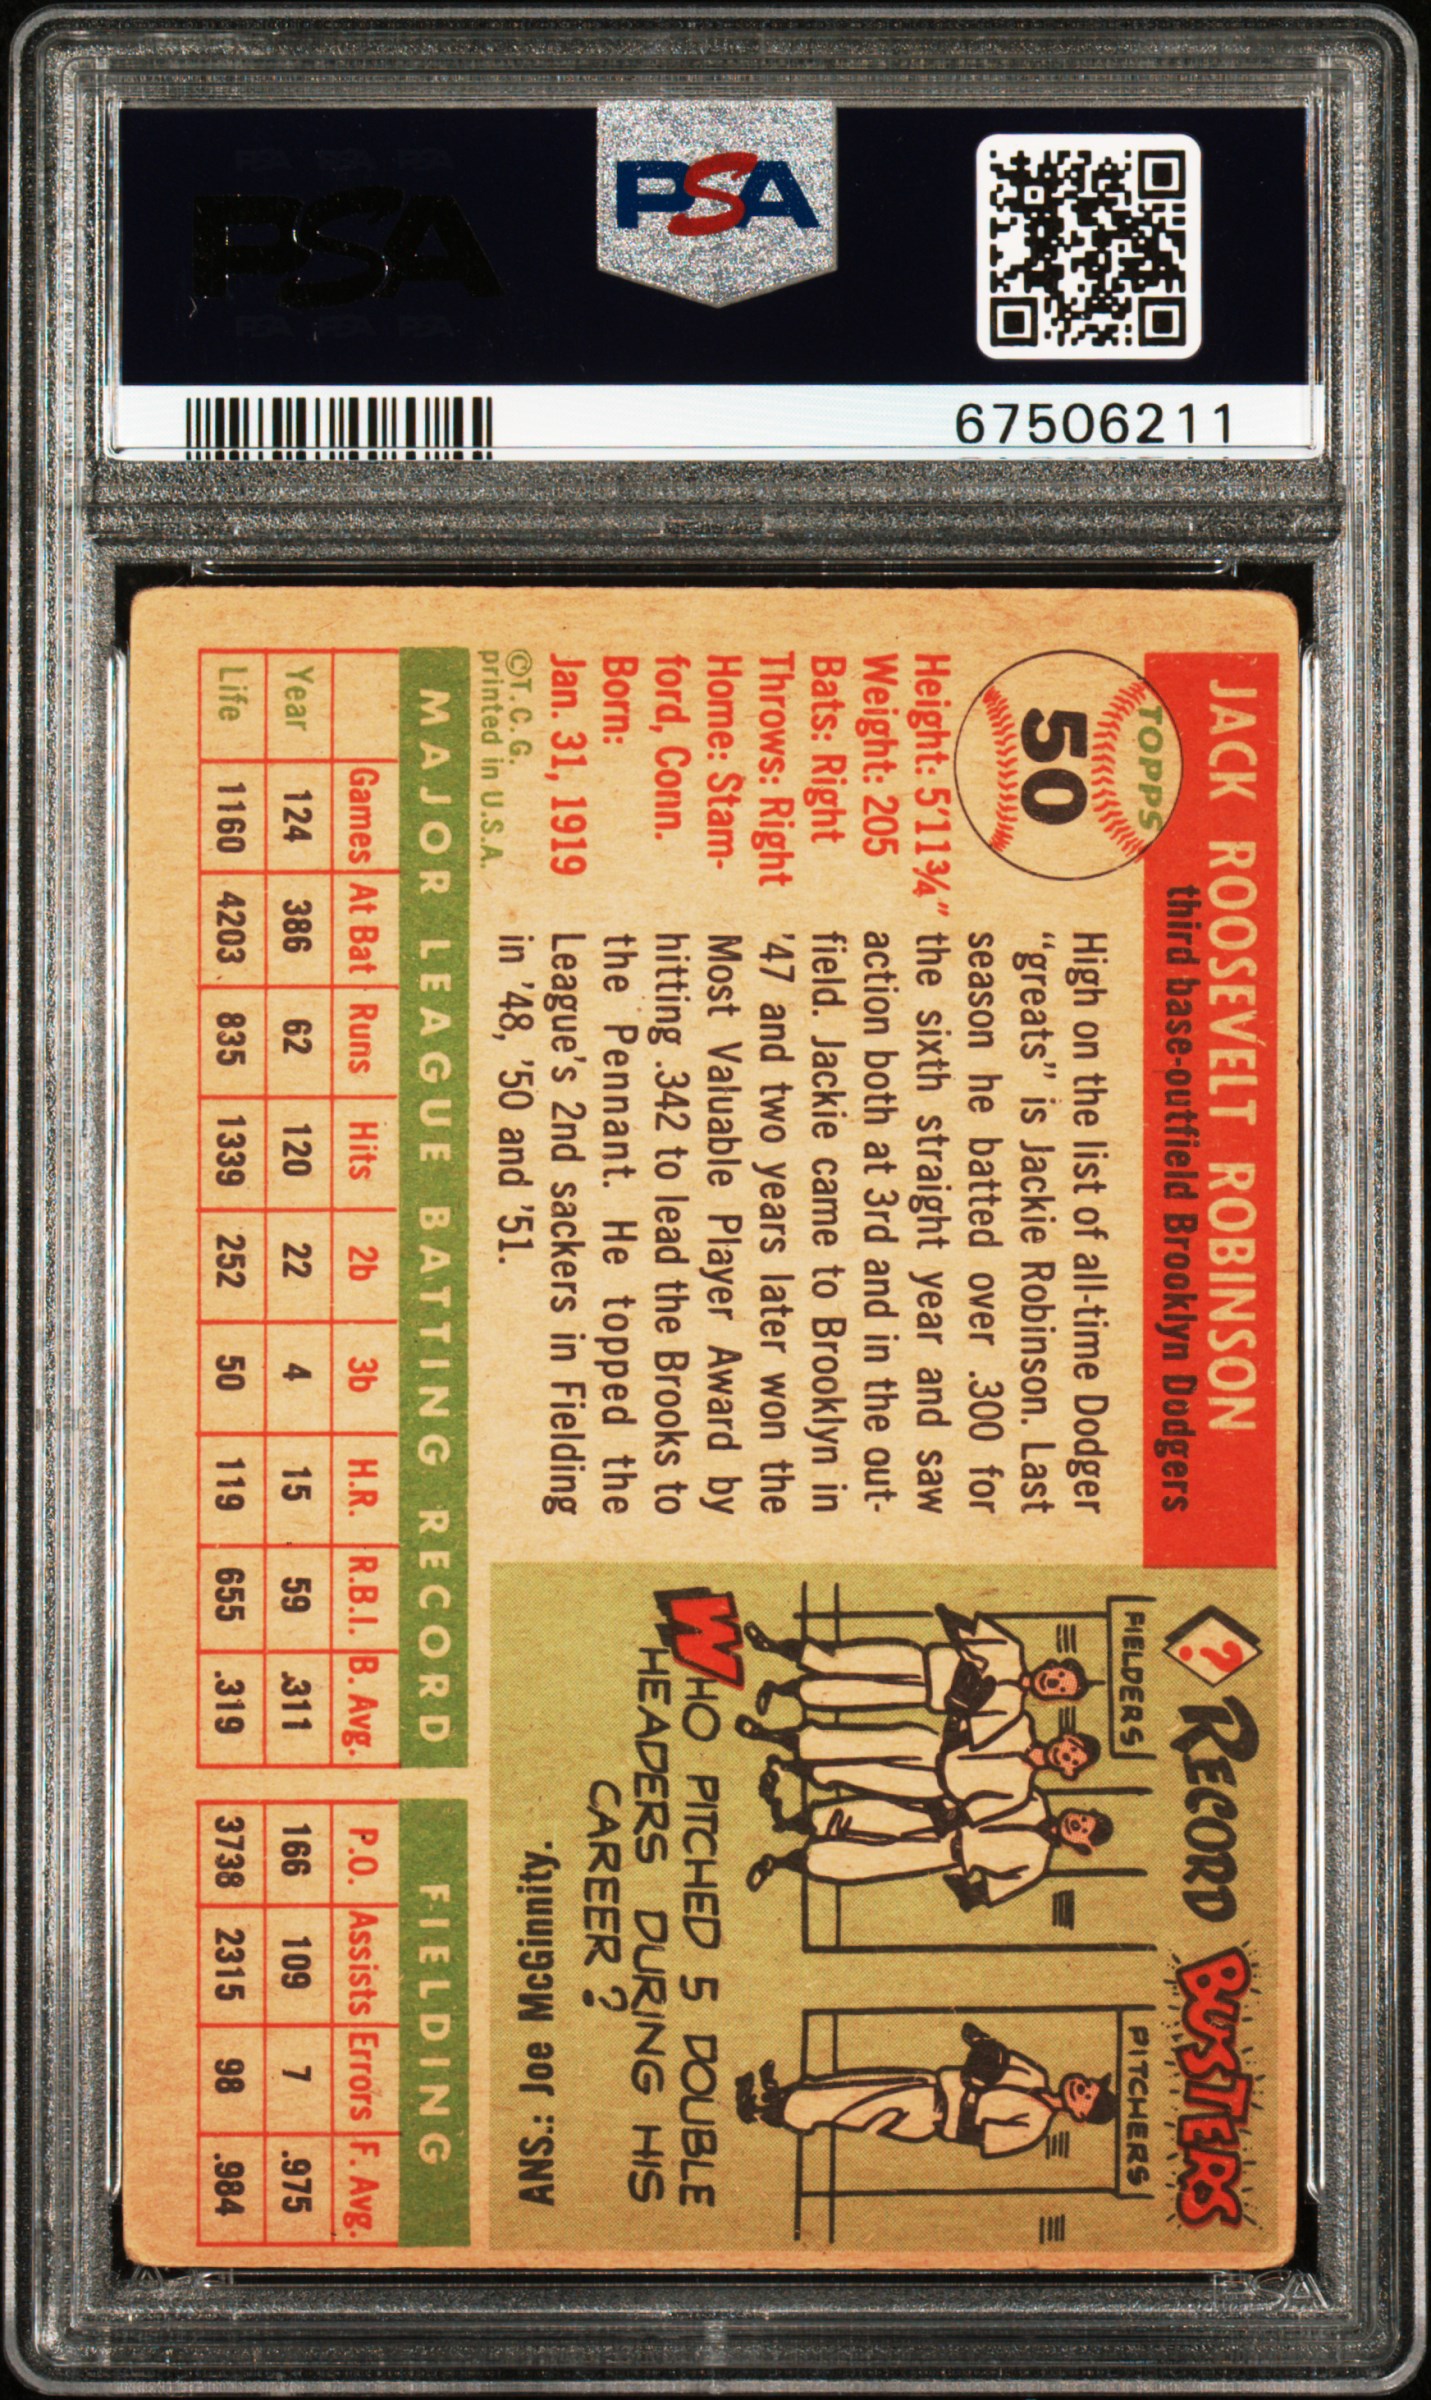 PSA
PSA
67506211
JACK ROOSEVELT ROBINSON
third base-outfield Brooklyn Dodgers
TOPPS
50
Height: 5'11¾"
Weight: 205
Bats: Right
Throws: Right
Home: Stam-
ford, Conn.
Born:
Jan. 31, 1919
©T.C.G.
printed in U.S.A.
High on the list of all-time Dodger
“greats” is Jackie Robinson. Last
season he batted over .300 for
the sixth straight year and saw
action both at 3rd and in the out-
field. Jackie came to Brooklyn in
'47 and two years later won the
Most Valuable Player Award by
hitting .342 to lead the Brooks to
the Pennant. He topped the
League's 2nd sackers in Fielding
in '48, '50 and '51.
? RECORD BUSTERS
FIELDERS
PITCHERS
WHO PITCHED 5 DOUBLE
HEADERS DURING HIS
CAREER?
ANS.: Joe McGinnity.
MAJOR LEAGUE BATTING RECORD
Games At Bat Runs Hits 2b 3b H.R. R.B.I. B. Avg.
Year 124 386 62 120 22 4 15 59 .311
Life 1160 4203 835 1339 252 50 119 655 .319
FIELDING
P.O. Assists Errors F. Avg.
166 109 7 .975
3738 2315 98 .984
PSA